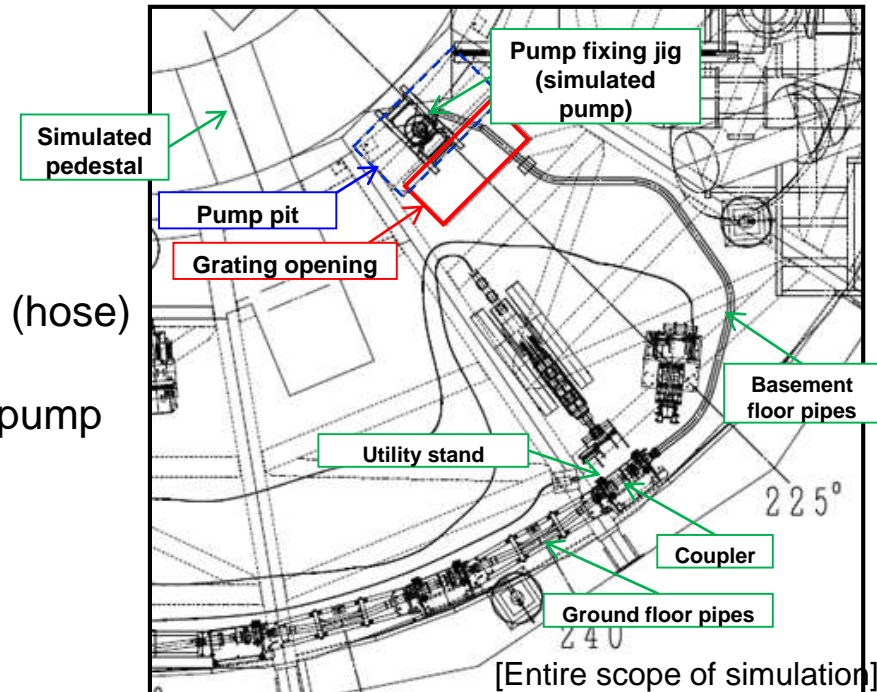 Pump fixing jig
(simulated
pump)
Simulated
pedestal
Pump pit
Grating opening
(hose)
pump
Basement
floor pipes
Utility stand
225°
Coupler
Ground floor pipes
240
[Entire scope of simulation]